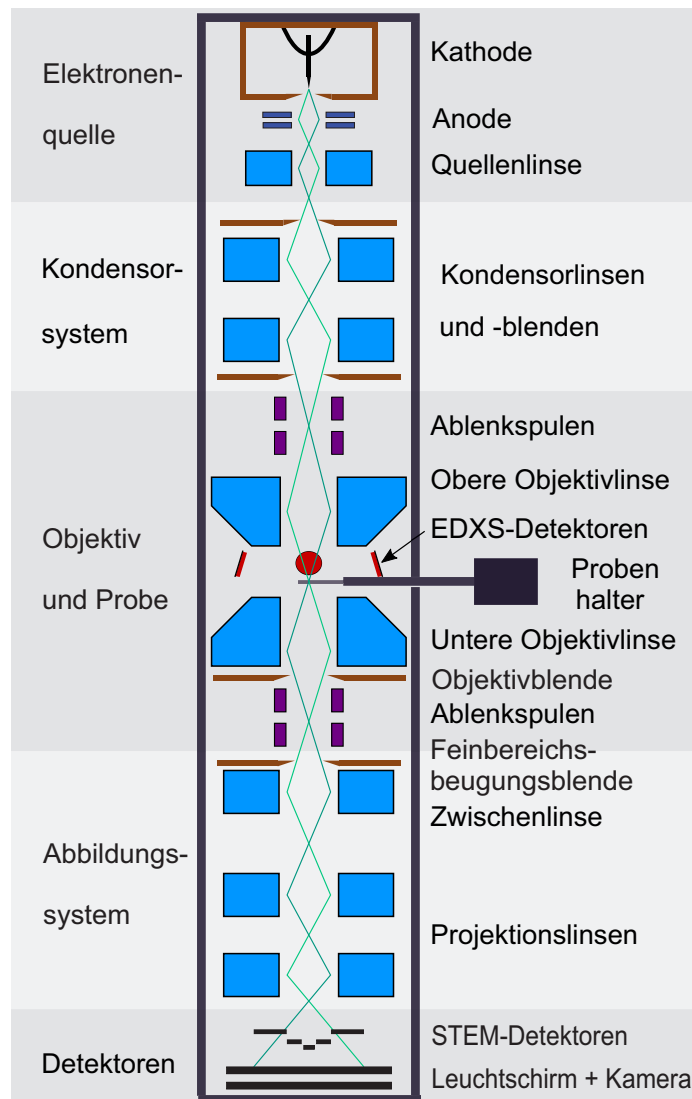 Elektronen-
quelle
Kathode
Anode
Quellenlinse
Kondensor-
system
Kondensorlinsen
und -blenden
Objektiv
und Probe
Ablenkspulen
Obere Objektivlinse
EDXS-Detektoren
Proben
halter
Untere Objektivlinse
Objektivblende
Ablenkspulen
Feinbereichs-
beugungsblende
Abbildungs-
system
Zwischenlinse
Projektionslinsen
Detektoren
STEM-Detektoren
Leuchtschirm + Kamera